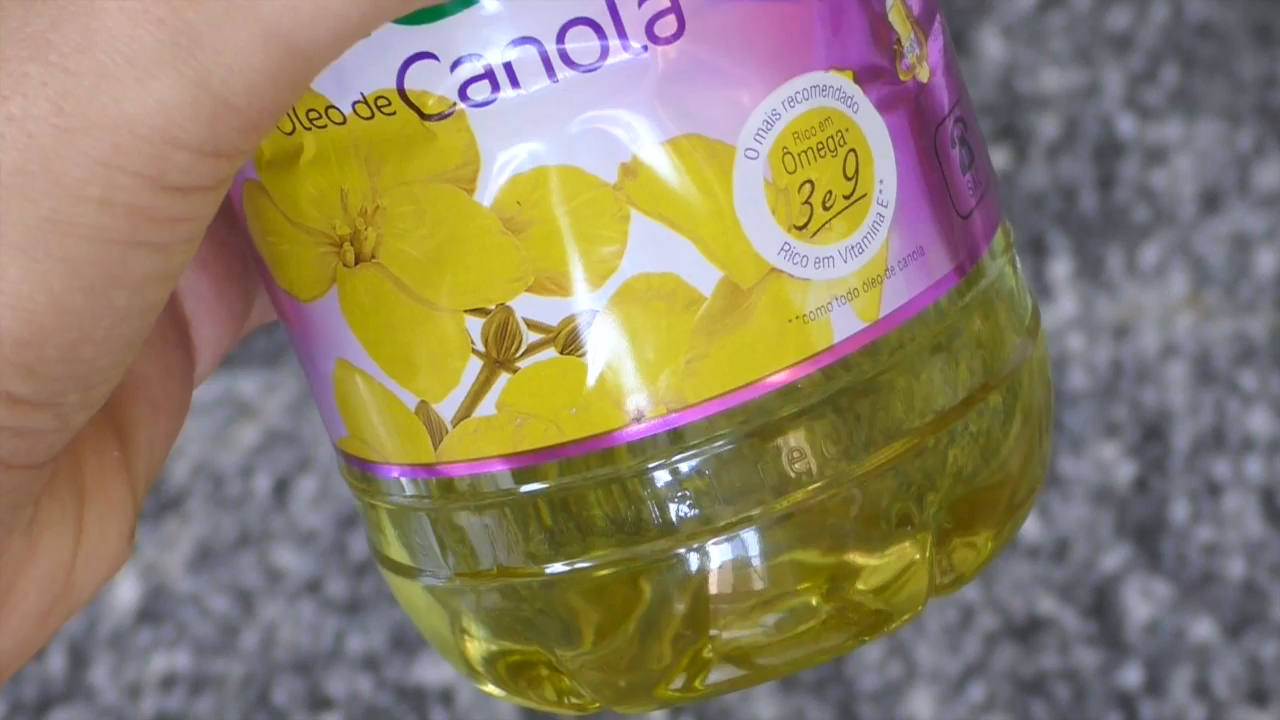 Óleo de Canola
O mais recomendado
Rico em
Ômega*
3 e 9
Rico em Vitamina E**
**como todo óleo de canola